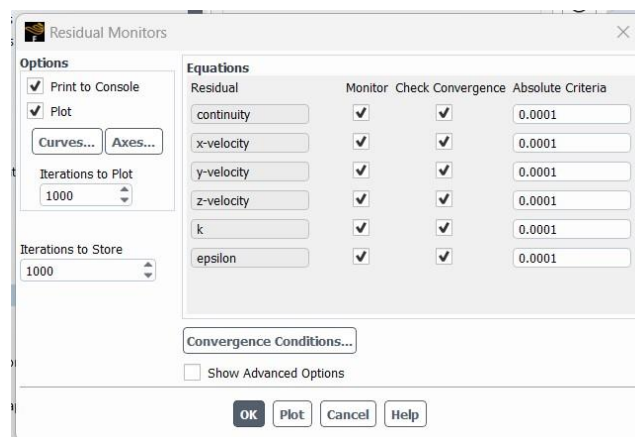 Residual Monitors
Options
Print to Console
Plot
Curves... Axes...
Iterations to Plot
1000
Iterations to Store
1000
Equations
Residual Monitor Check Convergence Absolute Criteria
continuity 0.0001
x-velocity 0.0001
y-velocity 0.0001
z-velocity 0.0001
k 0.0001
epsilon 0.0001
Convergence Conditions...
Show Advanced Options
OK Plot Cancel Help